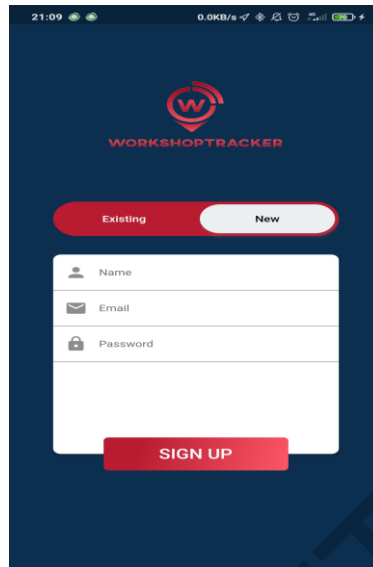 21:09 0.0KB/s
W
WORKSHOPTRACKER
Existing New
Name
Email
Password
SIGN UP